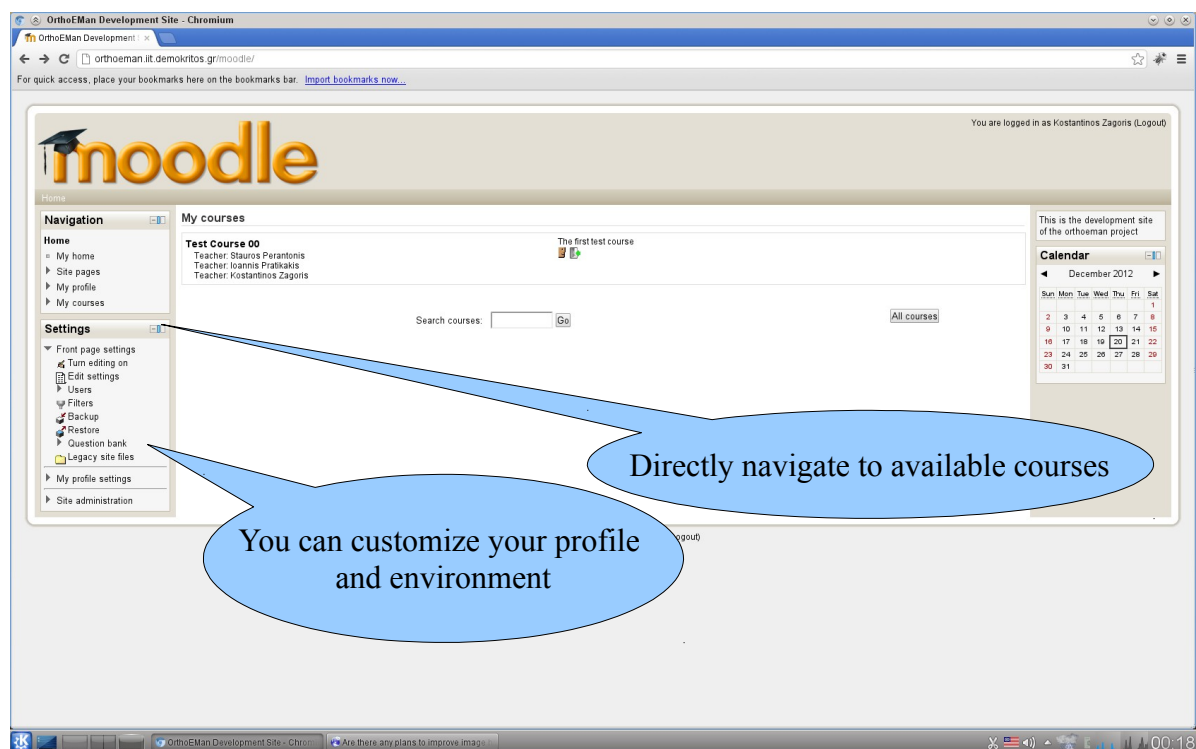 OrthoEMan Development Site - Chromium
OrthoEMan Development
orthoeman.iit.demokritos.gr/moodle/
For quick access, place your bookmarks here on the bookmarks bar. Import bookmarks now...
moodle
You are logged in as Kostantinos Zagoris (Logout)
Home
Navigation
Home
My home
Site pages
My profile
My courses
Settings
Front page settings
Turn editing on
Edit settings
Users
Filters
Backup
Restore
Question bank
Legacy site files
My profile settings
Site administration
My courses
Test Course 00
Teacher: Stauros Perantonis
Teacher: Ioannis Pratikakis
Teacher: Kostantinos Zagoris
The first test course
Search courses:
Go
All courses
This is the development site
of the orthoeman project
Calendar
December 2012
Sun Mon Tue Wed Thu Fri Sat
1
2 3 4 5 6 7 8
9 10 11 12 13 14 15
16 17 18 19 20 21 22
23 24 25 26 27 28 29
30 31
Directly navigate to available courses
You can customize your profile
and environment
gout)
OrthoEMan Development Site - Chrom
Are there any plans to improve image
00:18